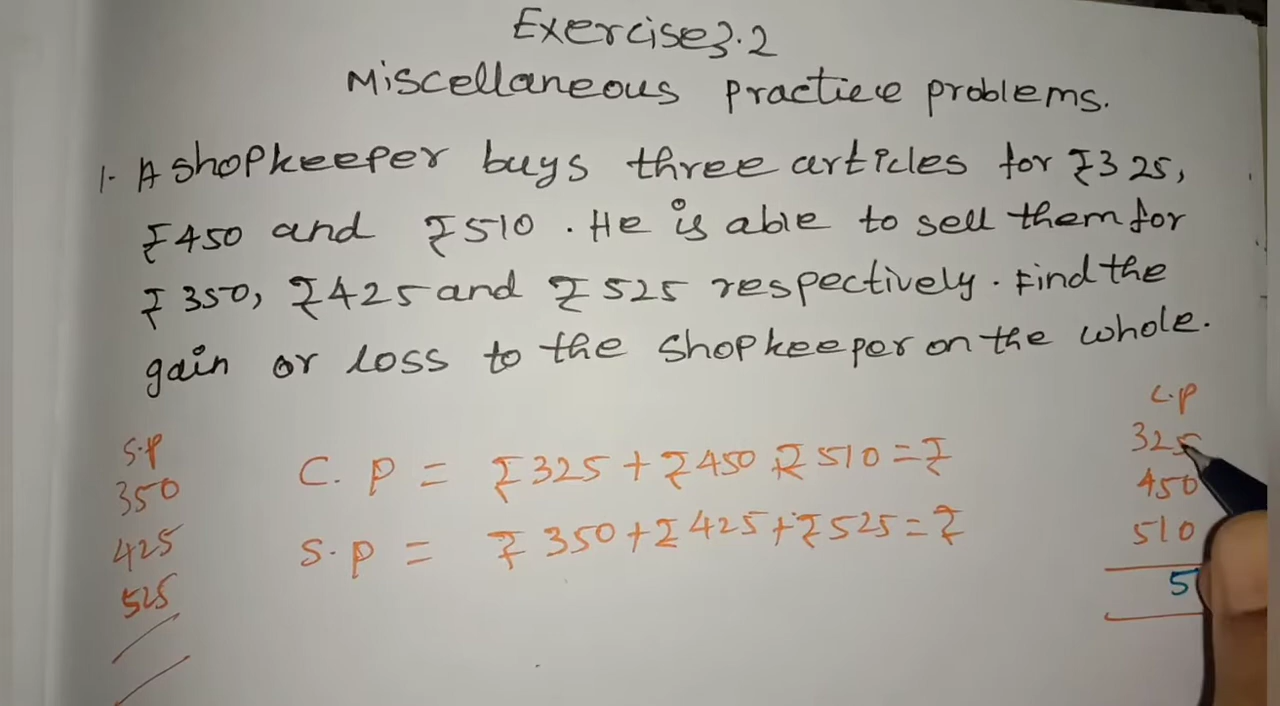 Exercise 3.2
Miscellaneous practice problems.
1. A shopkeeper buys three articles for ₹325,
₹450 and ₹510. He is able to sell them for
₹350, ₹425 and ₹525 respectively. Find the
gain or loss to the shopkeeper on the whole.
S.P
350
425
525
C.P = ₹325 + ₹450 + ₹510 = ₹
S.P = ₹350 + ₹425 + ₹525 = ₹
C.P
325
450
510
5